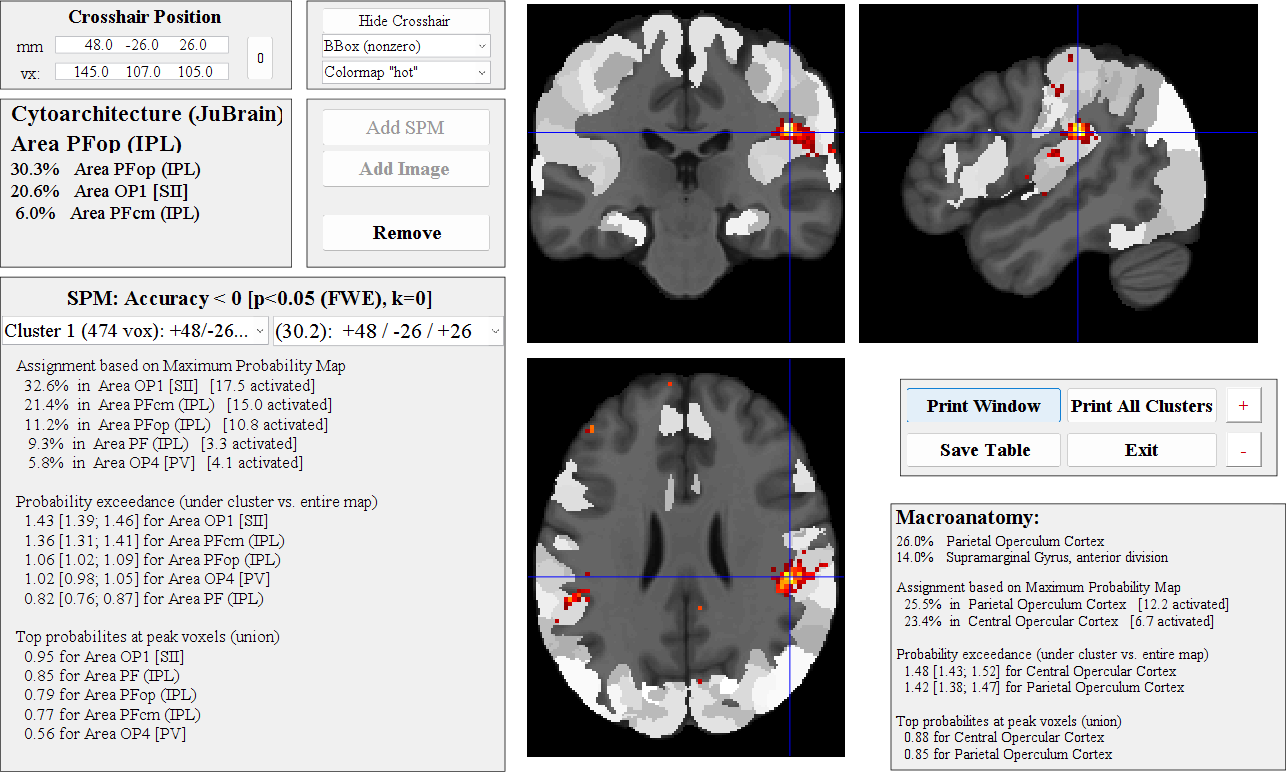 Crosshair Position
mm 48.0 -26.0 26.0
vx: 145.0 107.0 105.0
0
Hide Crosshair
BBox (nonzero)
Colormap "hot"
Cytoarchitecture (JuBrain)
Area PFop (IPL)
30.3% Area PFop (IPL)
20.6% Area OP1 [SII]
6.0% Area PFcm (IPL)
Add SPM
Add Image
Remove
SPM: Accuracy < 0 [p<0.05 (FWE), k=0]
Cluster 1 (474 vox): +48/-26... (30.2): +48 / -26 / +26
Assignment based on Maximum Probability Map
32.6% in Area OP1 [SII] [17.5 activated]
21.4% in Area PFcm (IPL) [15.0 activated]
11.2% in Area PFop (IPL) [10.8 activated]
9.3% in Area PF (IPL) [3.3 activated]
5.8% in Area OP4 [PV] [4.1 activated]
Probability exceedance (under cluster vs. entire map)
1.43 [1.39; 1.46] for Area OP1 [SII]
1.36 [1.31; 1.41] for Area PFcm (IPL)
1.06 [1.02; 1.09] for Area PFop (IPL)
1.02 [0.98; 1.05] for Area OP4 [PV]
0.82 [0.76; 0.87] for Area PF (IPL)
Top probabilites at peak voxels (union)
0.95 for Area OP1 [SII]
0.85 for Area PF (IPL)
0.79 for Area PFop (IPL)
0.77 for Area PFcm (IPL)
0.56 for Area OP4 [PV]
Print Window Print All Clusters +
Save Table Exit -
Macroanatomy:
26.0% Parietal Operculum Cortex
14.0% Supramarginal Gyrus, anterior division
Assignment based on Maximum Probability Map
25.5% in Parietal Operculum Cortex [12.2 activated]
23.4% in Central Opercular Cortex [6.7 activated]
Probability exceedance (under cluster vs. entire map)
1.48 [1.43; 1.52] for Central Opercular Cortex
1.42 [1.38; 1.47] for Parietal Operculum Cortex
Top probabilites at peak voxels (union)
0.88 for Central Opercular Cortex
0.85 for Parietal Operculum Cortex